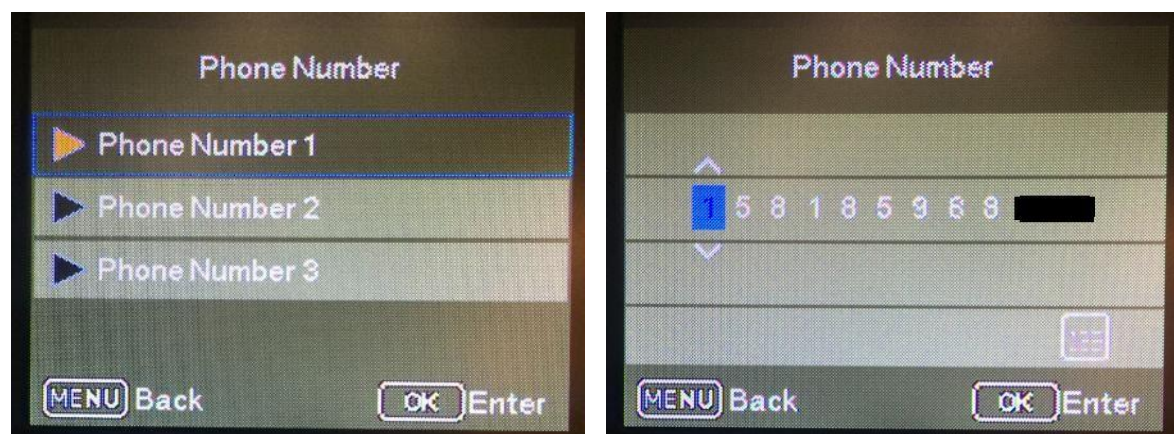 Phone Number
Phone Number 1
Phone Number 2
Phone Number 3
MENU Back OK Enter
Phone Number
1 5 8 1 8 5 9 6 8
MENU Back OK Enter